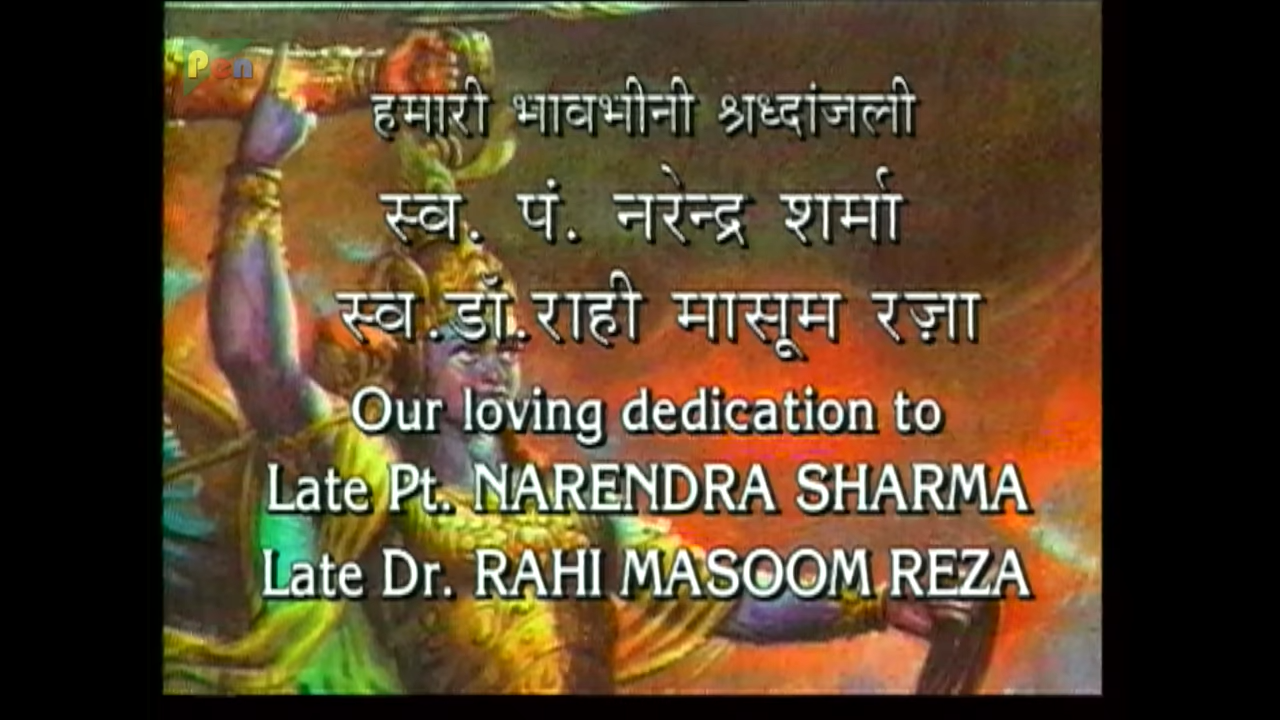 Pen
हमारी भावभीनी श्रध्दांजली
स्व. पं. नरेन्द्र शर्मा
स्व.डॉ.राही मासूम रज़ा
Our loving dedication to
Late Pt. NARENDRA SHARMA
Late Dr. RAHI MASOOM REZA